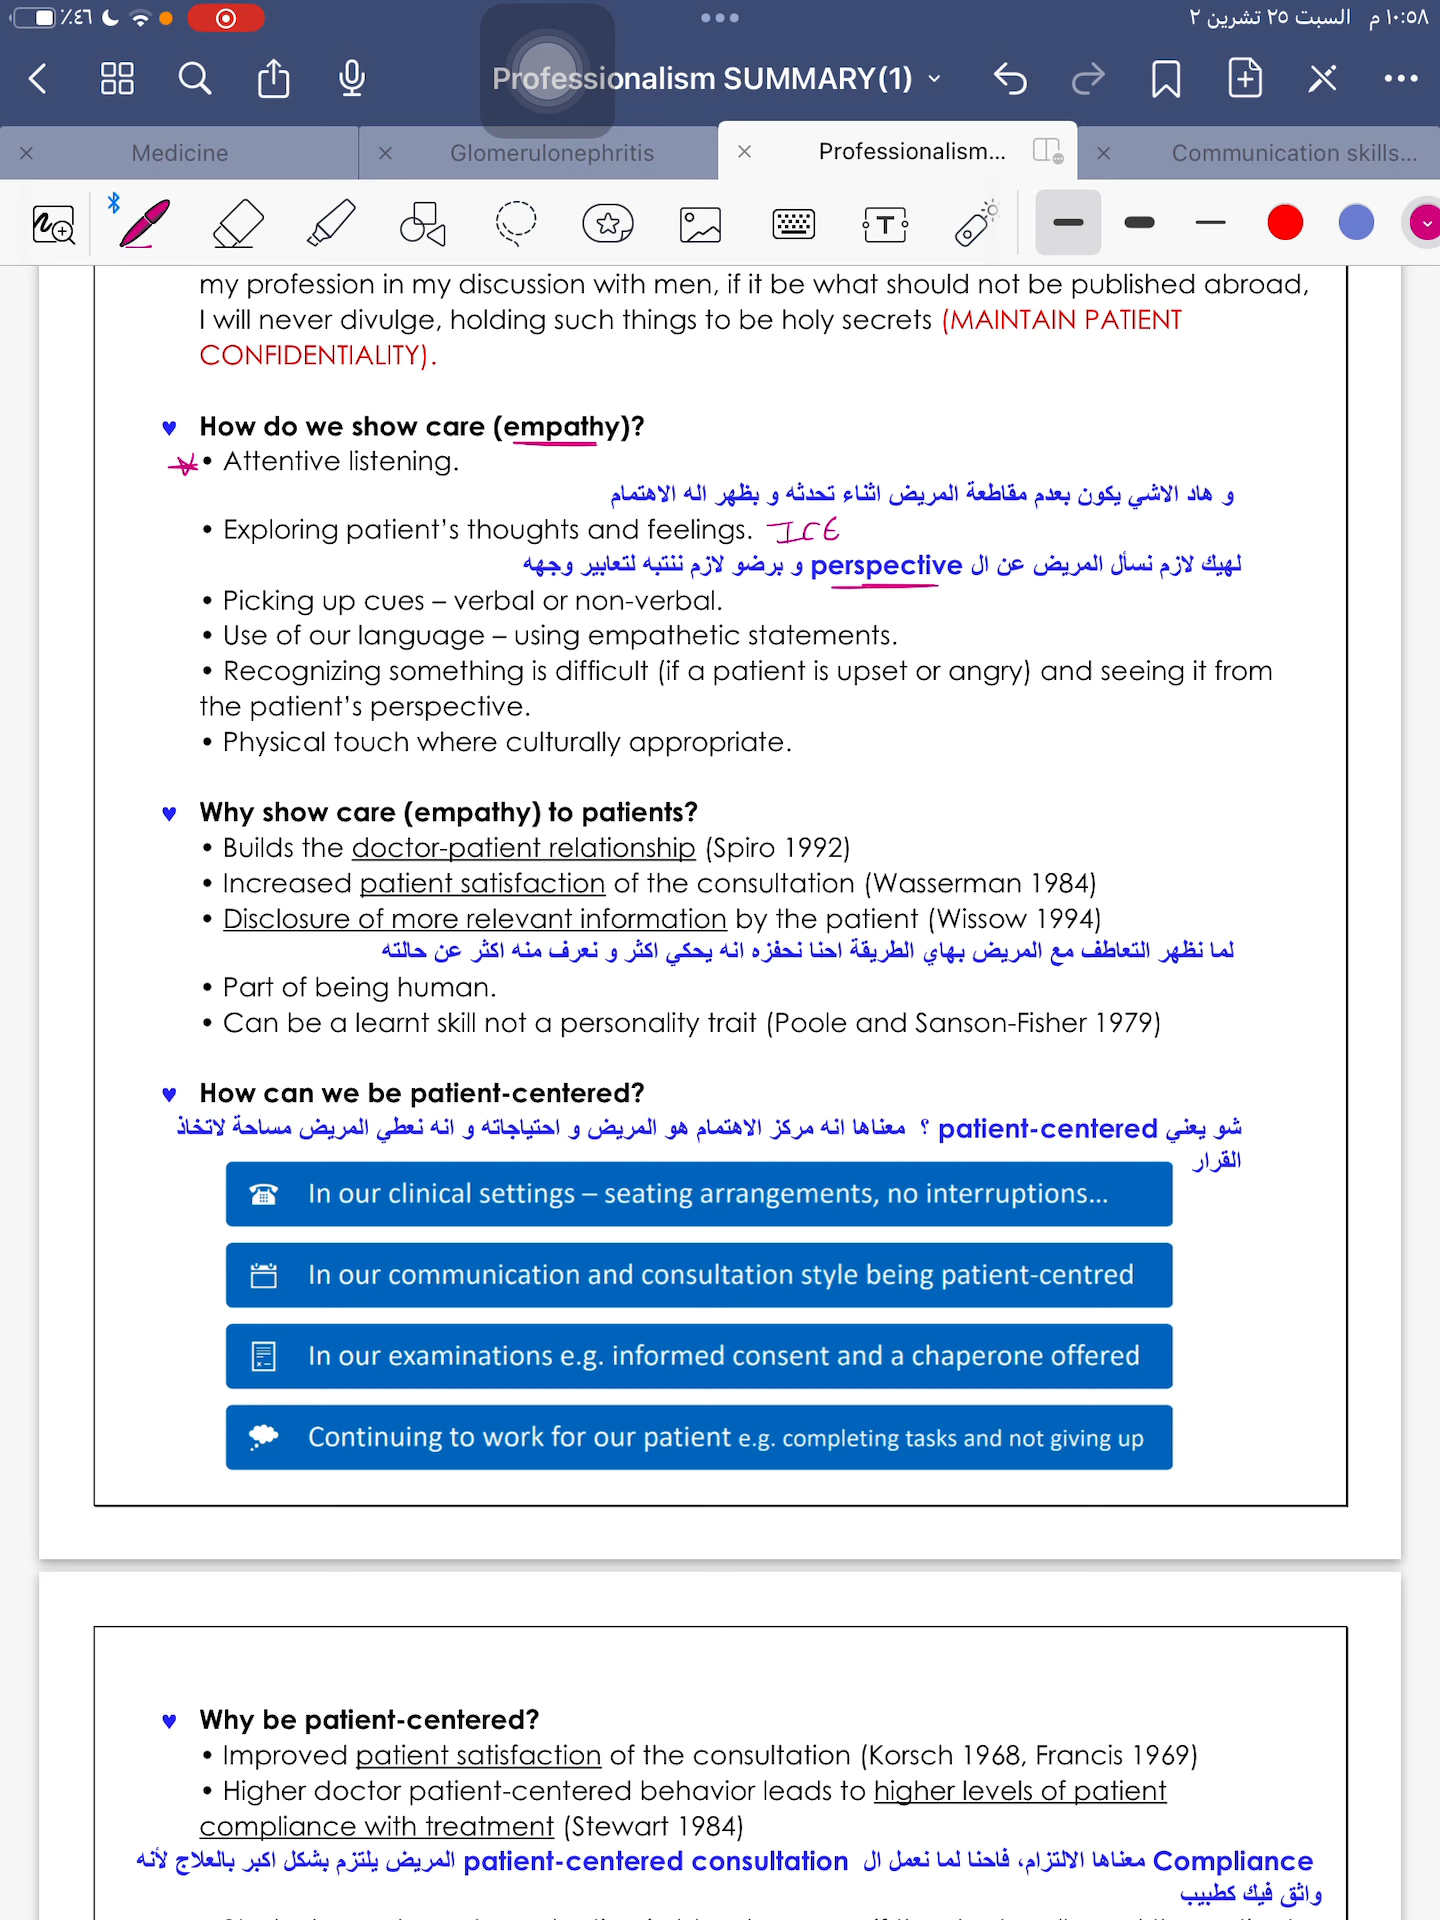 ٪٤٦
١٠:٥٨ م السبت ٢٥ تشرين ٢
Professionalism SUMMARY(1)
Medicine
Glomerulonephritis
Professionalism...
Communication skills...
my profession in my discussion with men, if it be what should not be published abroad,
I will never divulge, holding such things to be holy secrets (MAINTAIN PATIENT
CONFIDENTIALITY).
How do we show care (empathy)?
• Attentive listening.
و هاد الاشي يكون بعدم مقاطعة المريض اثناء تحدثه و بظهر اله الاهتمام
• Exploring patient's thoughts and feelings. ICE
لهيك لازم نسأل المريض عن ال perspective و برضو لازم ننتبه لتعابير وجهه
• Picking up cues – verbal or non-verbal.
• Use of our language – using empathetic statements.
• Recognizing something is difficult (if a patient is upset or angry) and seeing it from
the patient's perspective.
• Physical touch where culturally appropriate.
Why show care (empathy) to patients?
• Builds the doctor-patient relationship (Spiro 1992)
• Increased patient satisfaction of the consultation (Wasserman 1984)
• Disclosure of more relevant information by the patient (Wissow 1994)
لما نظهر التعاطف مع المريض بهاي الطريقة احنا نحفزه انه يحكي اكثر و نعرف منه اكثر عن حالته
• Part of being human.
• Can be a learnt skill not a personality trait (Poole and Sanson-Fisher 1979)
How can we be patient-centered?
شو يعني patient-centered ؟ معناها انه مركز الاهتمام هو المريض و احتياجاته و انه نعطي المريض مساحة لاتخاذ
القرار
In our clinical settings – seating arrangements, no interruptions...
In our communication and consultation style being patient-centred
In our examinations e.g. informed consent and a chaperone offered
Continuing to work for our patient e.g. completing tasks and not giving up
Why be patient-centered?
• Improved patient satisfaction of the consultation (Korsch 1968, Francis 1969)
• Higher doctor patient-centered behavior leads to higher levels of patient
compliance with treatment (Stewart 1984)
Compliance معناها الالتزام، فاحنا لما نعمل ال patient-centered consultation المريض يلتزم بشكل اكبر بالعلاج لأنه
واثق فيك كطبيب